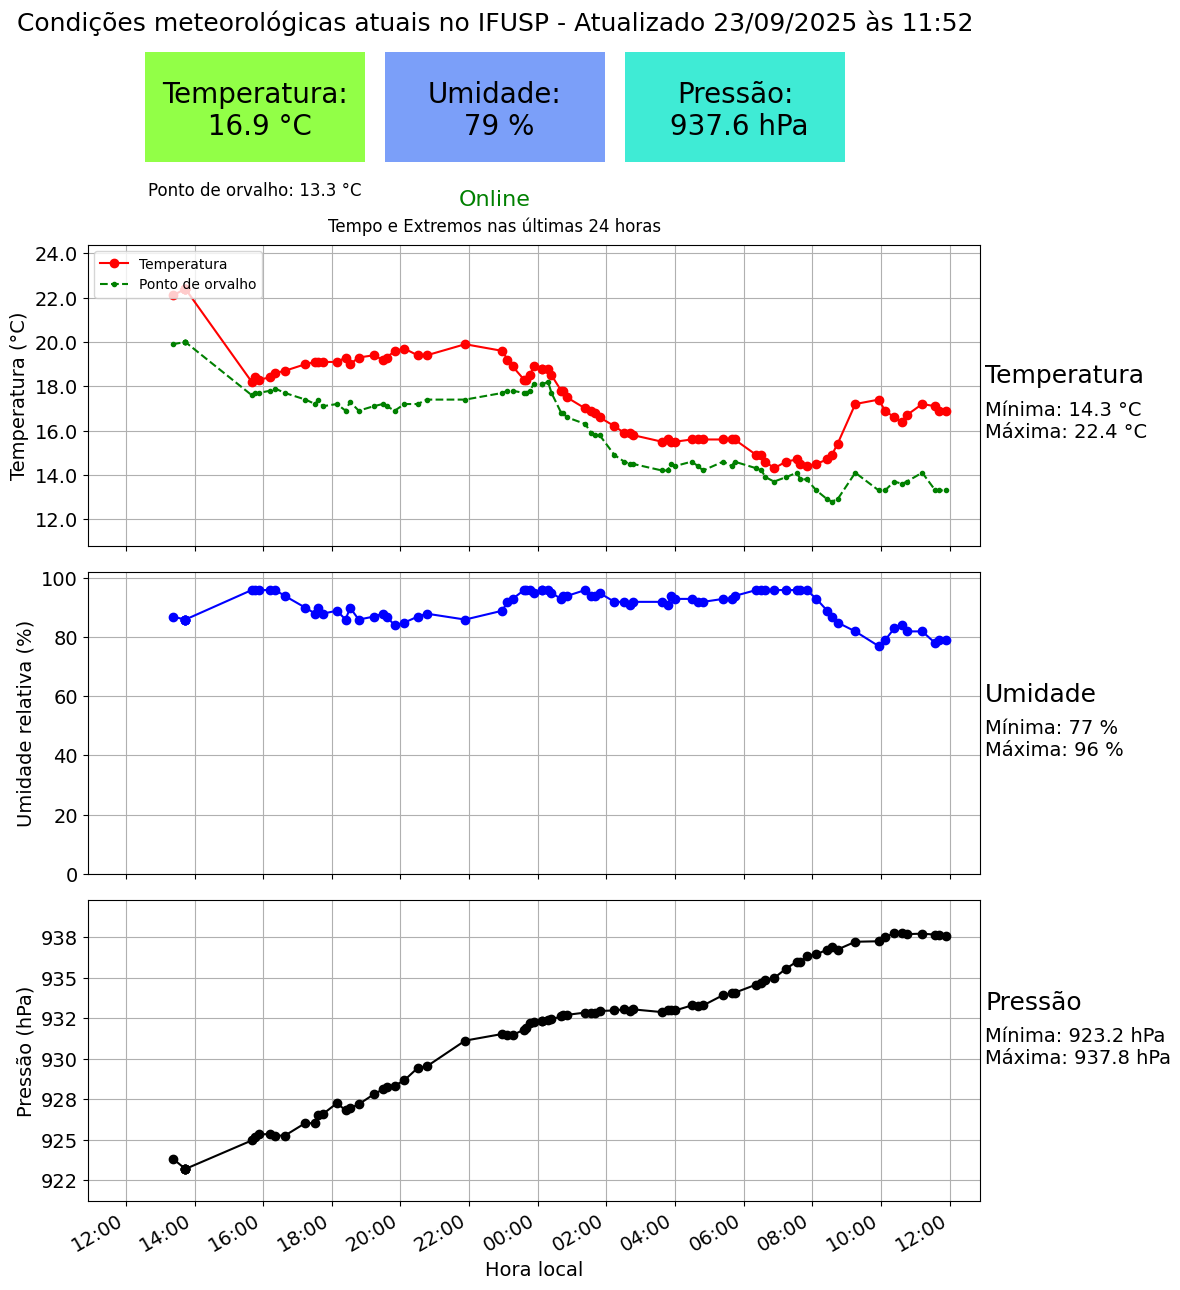 Condições meteorológicas atuais no IFUSP - Atualizado 23/09/2025 às 11:52
Temperatura:
16.9 °C
Umidade:
79 %
Pressão:
937.6 hPa
Ponto de orvalho: 13.3 °C
Online
Tempo e Extremos nas últimas 24 horas
Temperatura
Ponto de orvalho
Temperatura (°C)
24.0
22.0
20.0
18.0
16.0
14.0
12.0
Temperatura
Mínima: 14.3 °C
Máxima: 22.4 °C
Umidade relativa (%)
100
80
60
40
20
0
Umidade
Mínima: 77 %
Máxima: 96 %
Pressão (hPa)
938
935
932
930
928
925
922
Pressão
Mínima: 923.2 hPa
Máxima: 937.8 hPa
12:00 14:00 16:00 18:00 20:00 22:00 00:00 02:00 04:00 06:00 08:00 10:00 12:00
Hora local